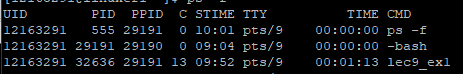 UID PID PPID C STIME TTY TIME CMD
12163291 555 29191 0 10:01 pts/9 00:00:00 ps -f
12163291 29191 29190 0 09:04 pts/9 00:00:00 -bash
12163291 32636 29191 13 09:52 pts/9 00:01:13 lec9_ex1